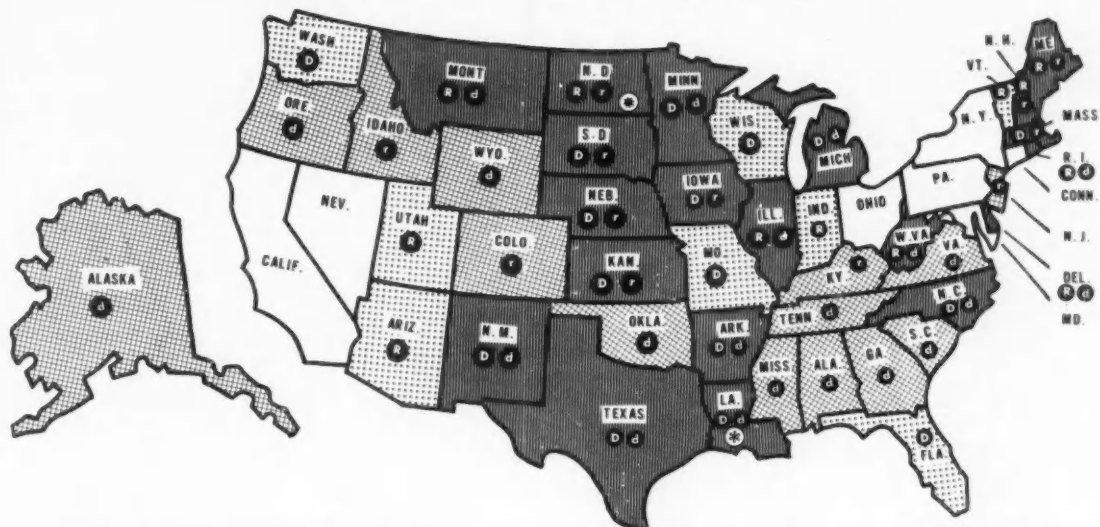 WASH.
D
ORE.
d
IDAHO
r
MONT
R d
N.D
R r
*
MINN
D d
WIS.
D
MICH
D d
N.H.
VT.
R
R
r
ME
R r
N.Y.
MASS
D r
R.I.
R d
CONN.
S.D
D r
WYO.
d
NEV.
CALIF.
UTAH
R
COLO.
r
NEB.
D r
IOWA
D r
ILL.
R d
IND
R
OHIO
PA.
r
N.J.
W.VA
R d
VA.
d
DEL
R d
MD.
KAN
D r
MO
D
KY
r
N.C.
D d
TENN.
d
ALASKA
d
ARIZ.
R
N.M.
D d
OKLA.
d
ARK.
D d
S.C.
d
MISS.
d
ALA.
d
GA.
d
TEXAS
D d
LA.
D d
*
D
FLA.